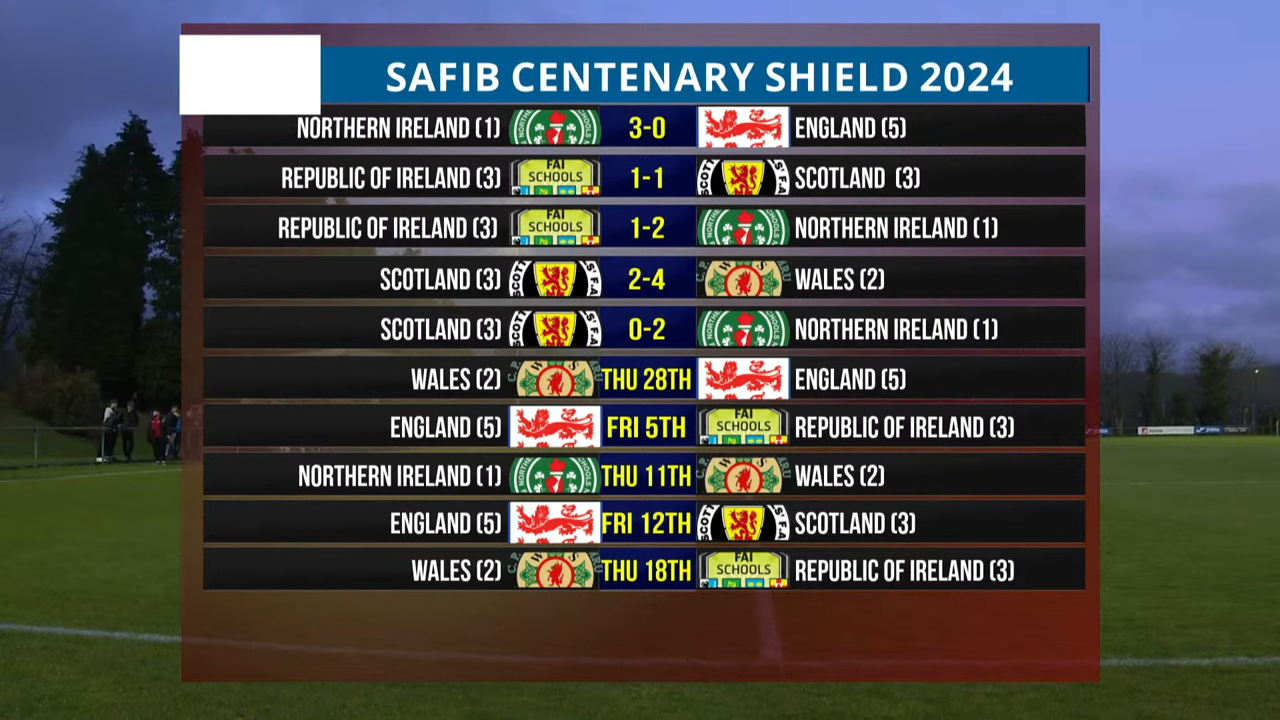 SAFIB CENTENARY SHIELD 2024
NORTHERN IRELAND (1) 3-0 ENGLAND (5)
REPUBLIC OF IRELAND (3) FAI SCHOOLS 1-1 SCOTLAND (3)
REPUBLIC OF IRELAND (3) FAI SCHOOLS 1-2 NORTHERN IRELAND (1)
SCOTLAND (3) 2-4 WALES (2)
SCOTLAND (3) 0-2 NORTHERN IRELAND (1)
WALES (2) THU 28TH ENGLAND (5)
ENGLAND (5) FRI 5TH FAI SCHOOLS REPUBLIC OF IRELAND (3)
NORTHERN IRELAND (1) THU 11TH WALES (2)
ENGLAND (5) FRI 12TH SCOTLAND (3)
WALES (2) THU 18TH FAI SCHOOLS REPUBLIC OF IRELAND (3)